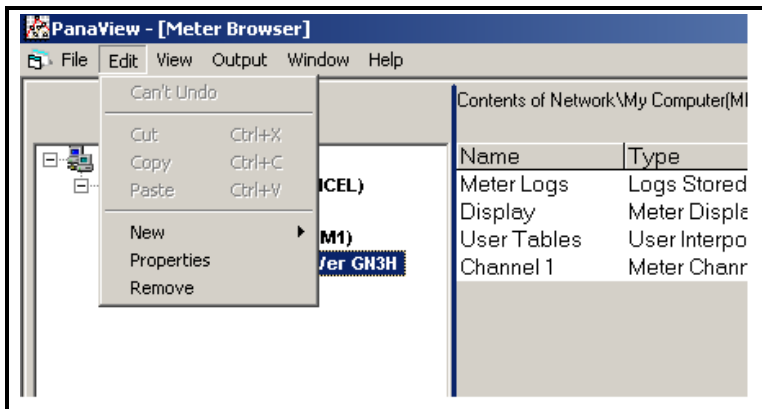 PanaView - [Meter Browser]
File Edit View Output Window Help
Can't Undo
Cut Ctrl+X
Copy Ctrl+C
Paste Ctrl+V
New
Properties
Remove
ICEL)
M1)
Ver GN3H
Contents of Network\My Computer(MI
Name Type
Meter Logs Logs Stored
Display Meter Displa
User Tables User Interpo
Channel 1 Meter Chann